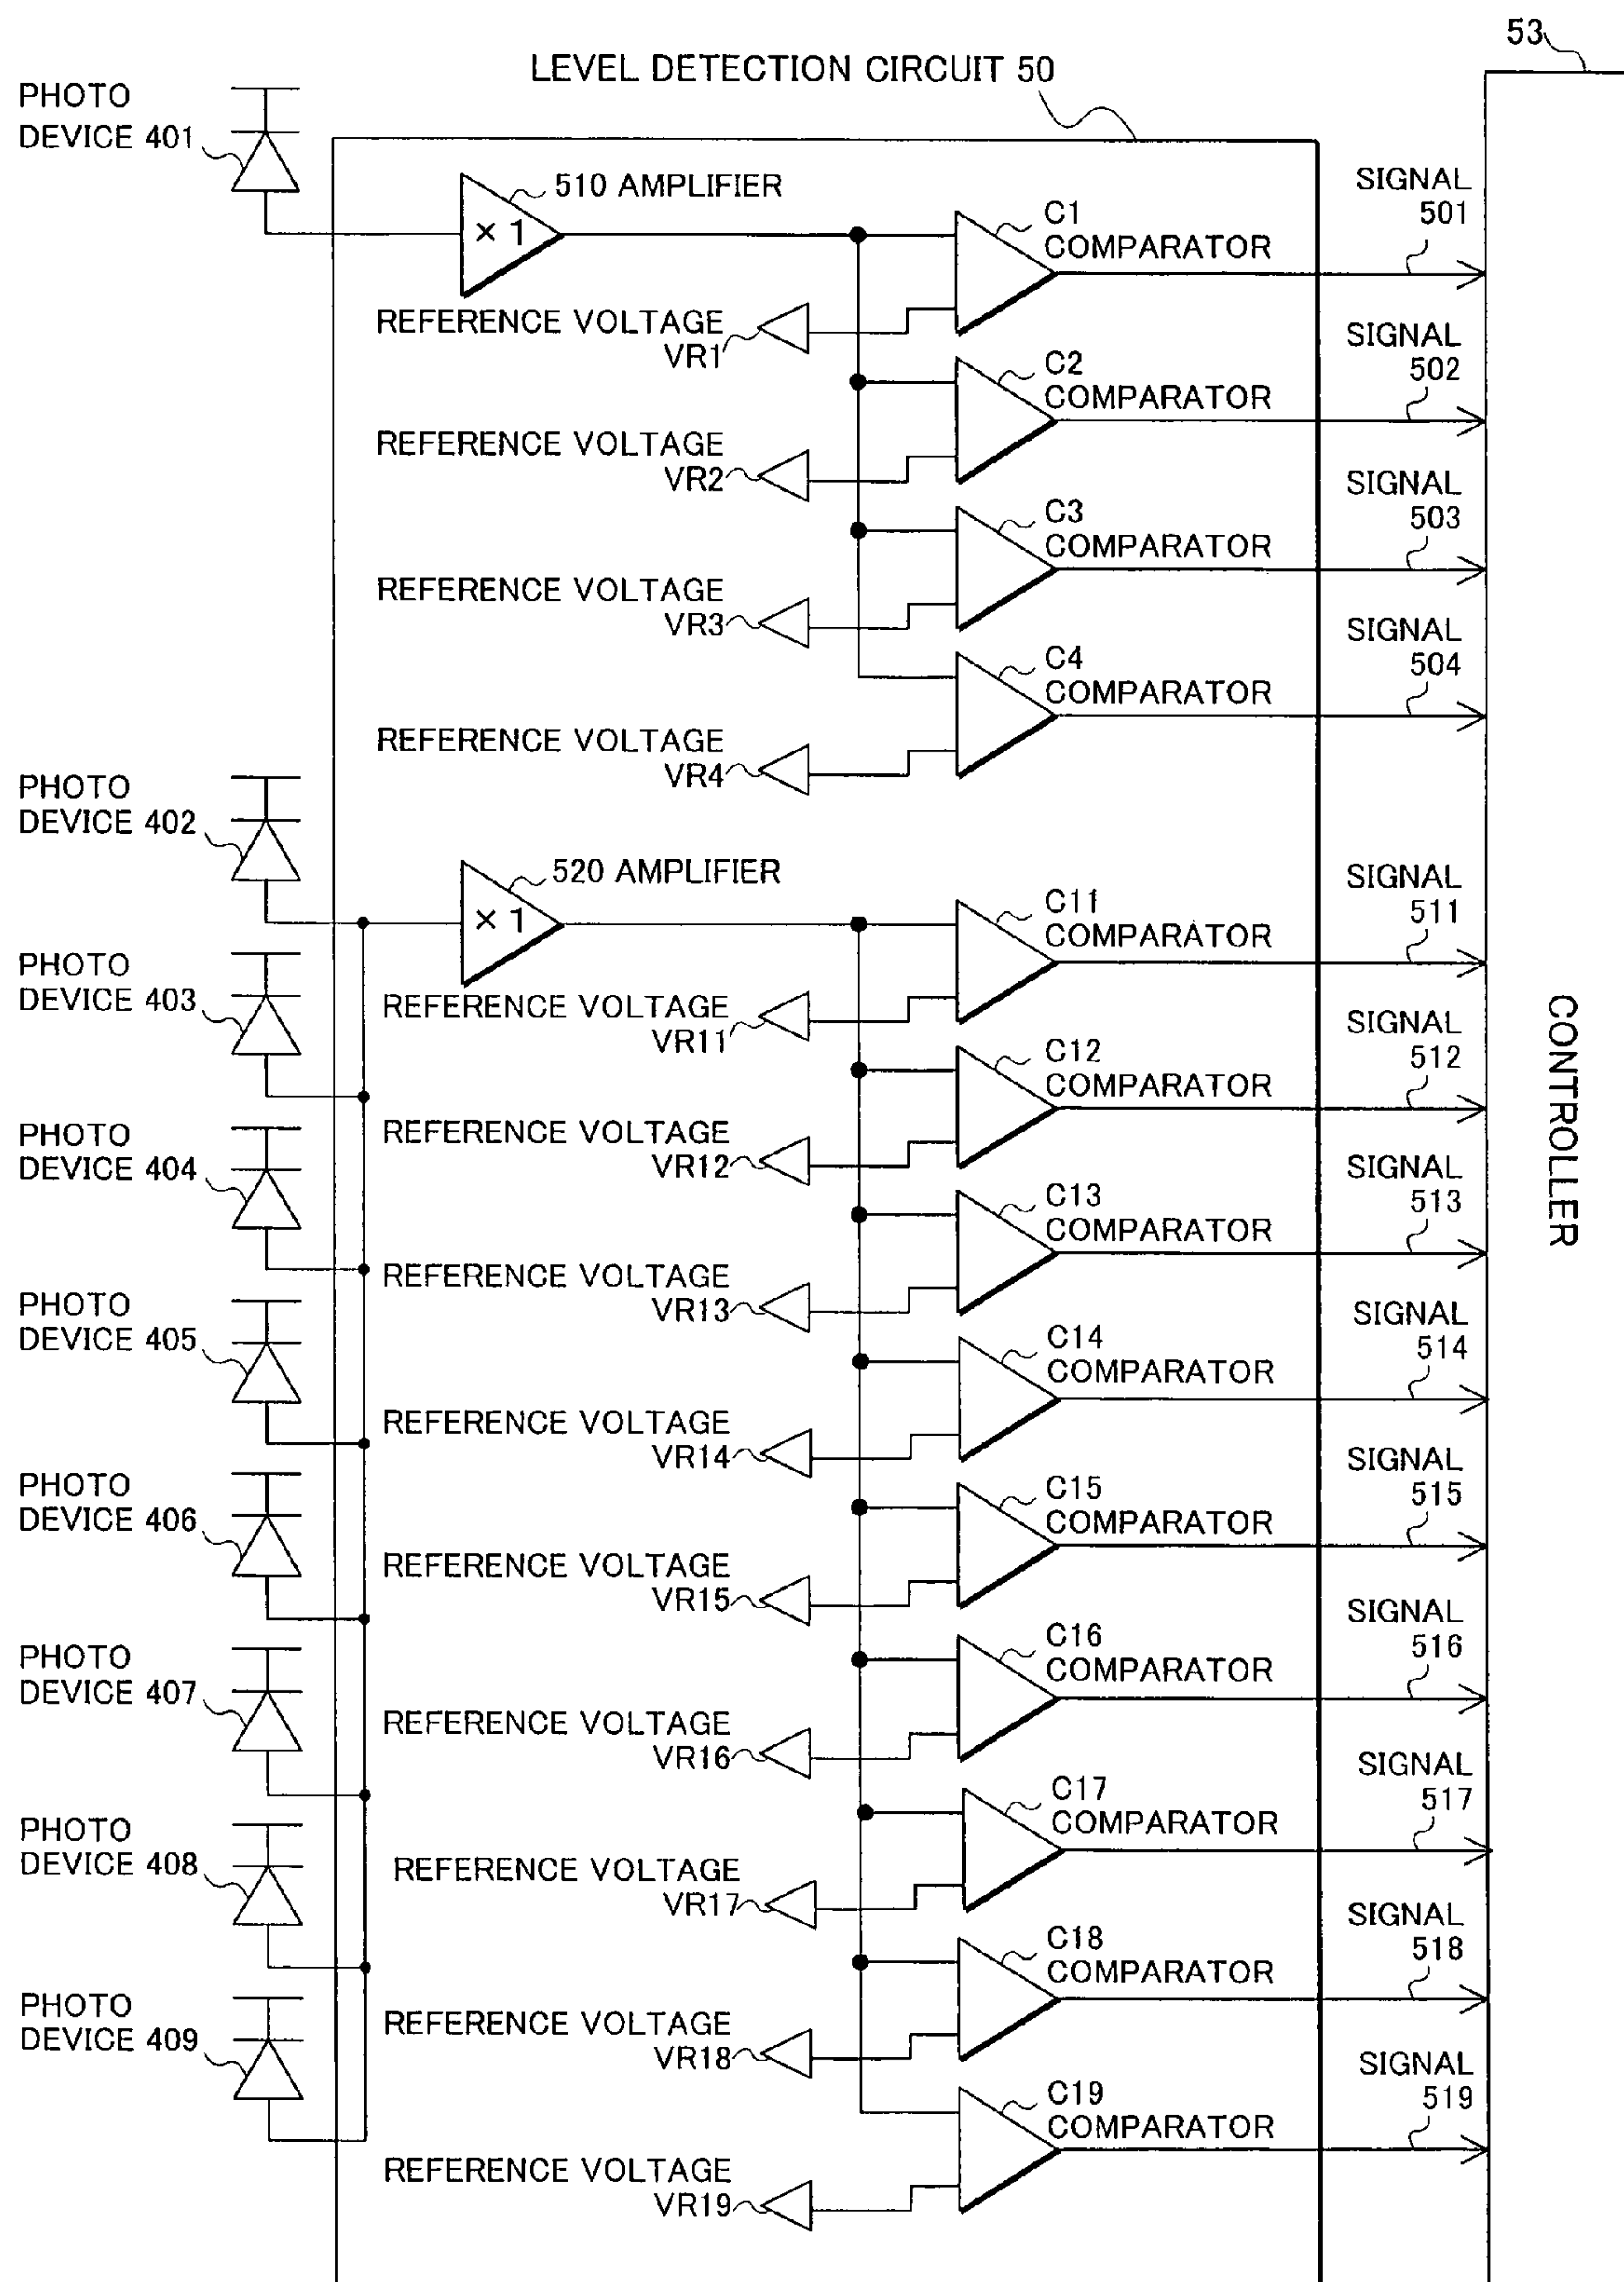 53
LEVEL DETECTION CIRCUIT 50
PHOTO
DEVICE 401
510 AMPLIFIER
× 1
C1
COMPARATOR
SIGNAL
501
REFERENCE VOLTAGE
VR1
C2
COMPARATOR
SIGNAL
502
REFERENCE VOLTAGE
VR2
C3
COMPARATOR
SIGNAL
503
REFERENCE VOLTAGE
VR3
C4
COMPARATOR
SIGNAL
504
REFERENCE VOLTAGE
VR4
PHOTO
DEVICE 402
520 AMPLIFIER
× 1
C11
COMPARATOR
SIGNAL
511
PHOTO
DEVICE 403
REFERENCE VOLTAGE
VR11
C12
COMPARATOR
SIGNAL
512
CONTROLLER
PHOTO
DEVICE 404
REFERENCE VOLTAGE
VR12
C13
COMPARATOR
SIGNAL
513
REFERENCE VOLTAGE
VR13
PHOTO
DEVICE 405
C14
COMPARATOR
SIGNAL
514
REFERENCE VOLTAGE
VR14
PHOTO
DEVICE 406
C15
COMPARATOR
SIGNAL
515
REFERENCE VOLTAGE
VR15
PHOTO
DEVICE 407
C16
COMPARATOR
SIGNAL
516
REFERENCE VOLTAGE
VR16
PHOTO
DEVICE 408
C17
COMPARATOR
SIGNAL
517
REFERENCE VOLTAGE
VR17
PHOTO
DEVICE 409
C18
COMPARATOR
SIGNAL
518
REFERENCE VOLTAGE
VR18
C19
COMPARATOR
SIGNAL
519
REFERENCE VOLTAGE
VR19